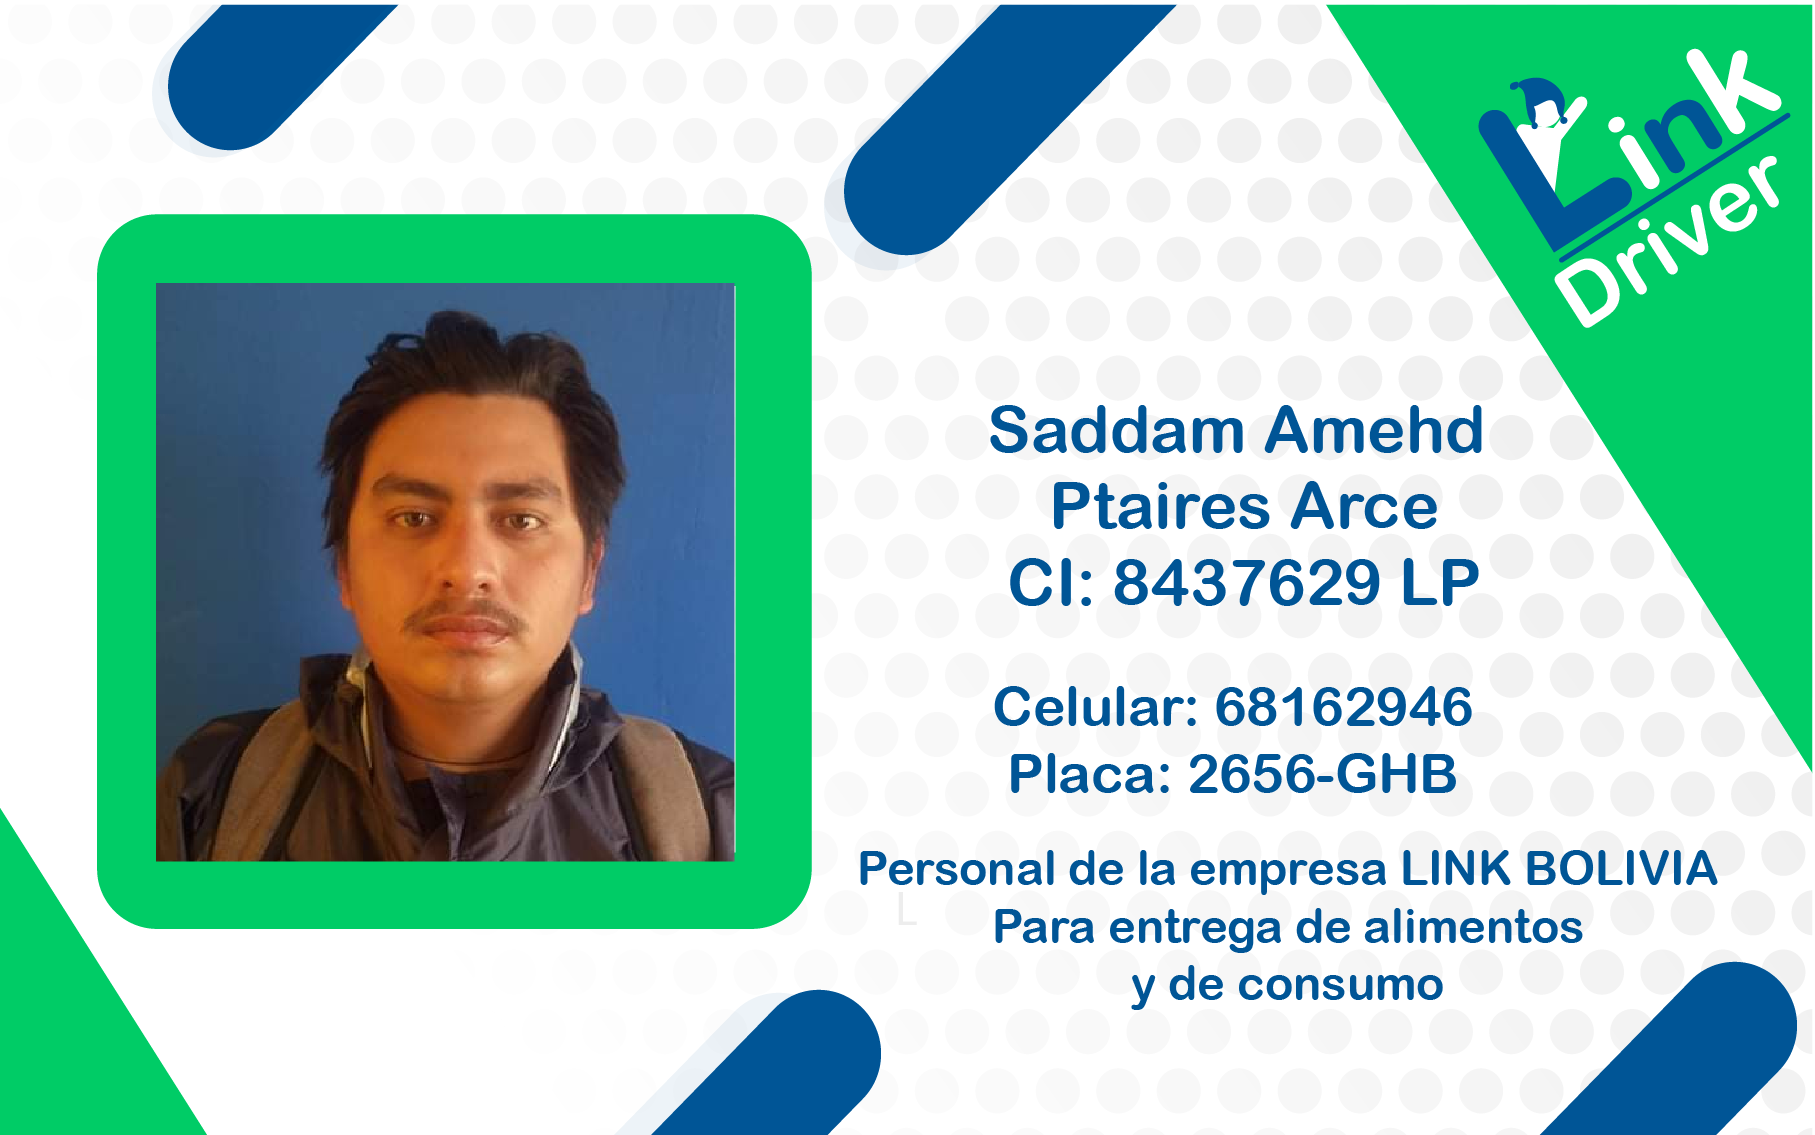 Link
Driver
Saddam Amehd
Ptaires Arce
CI: 8437629 LP
Celular: 68162946
Placa: 2656-GHB
Personal de la empresa LINK BOLIVIA
L
Para entrega de alimentos
y de consumo